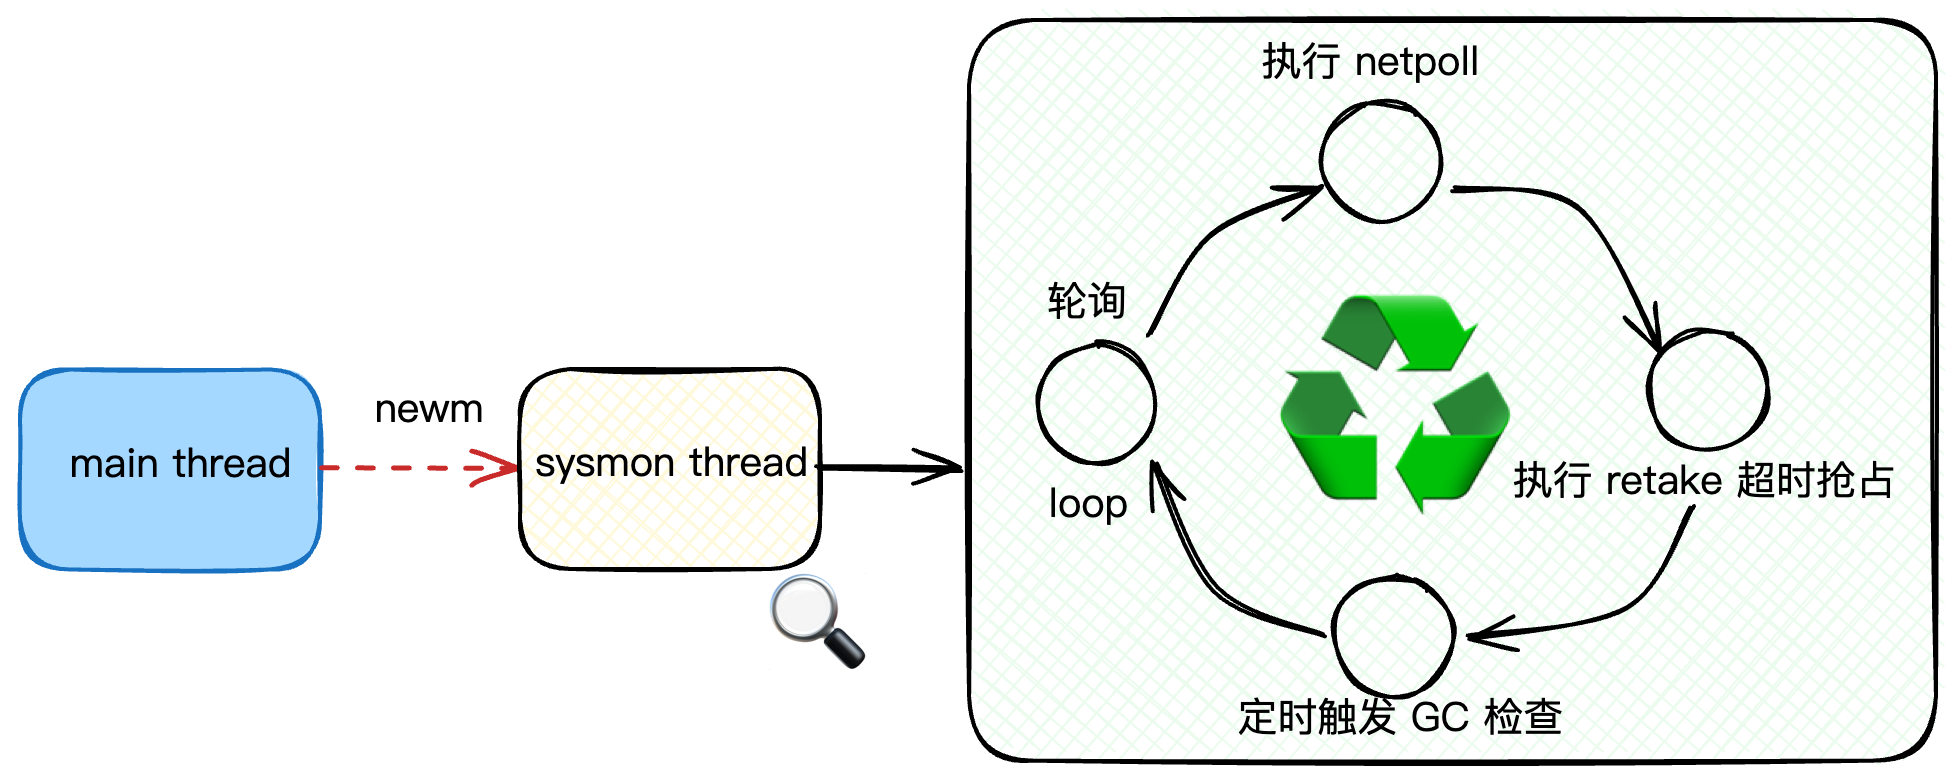 main thread
newm
sysmon thread
执行 netpoll
轮询
loop
执行 retake 超时抢占
定时触发 GC 检查